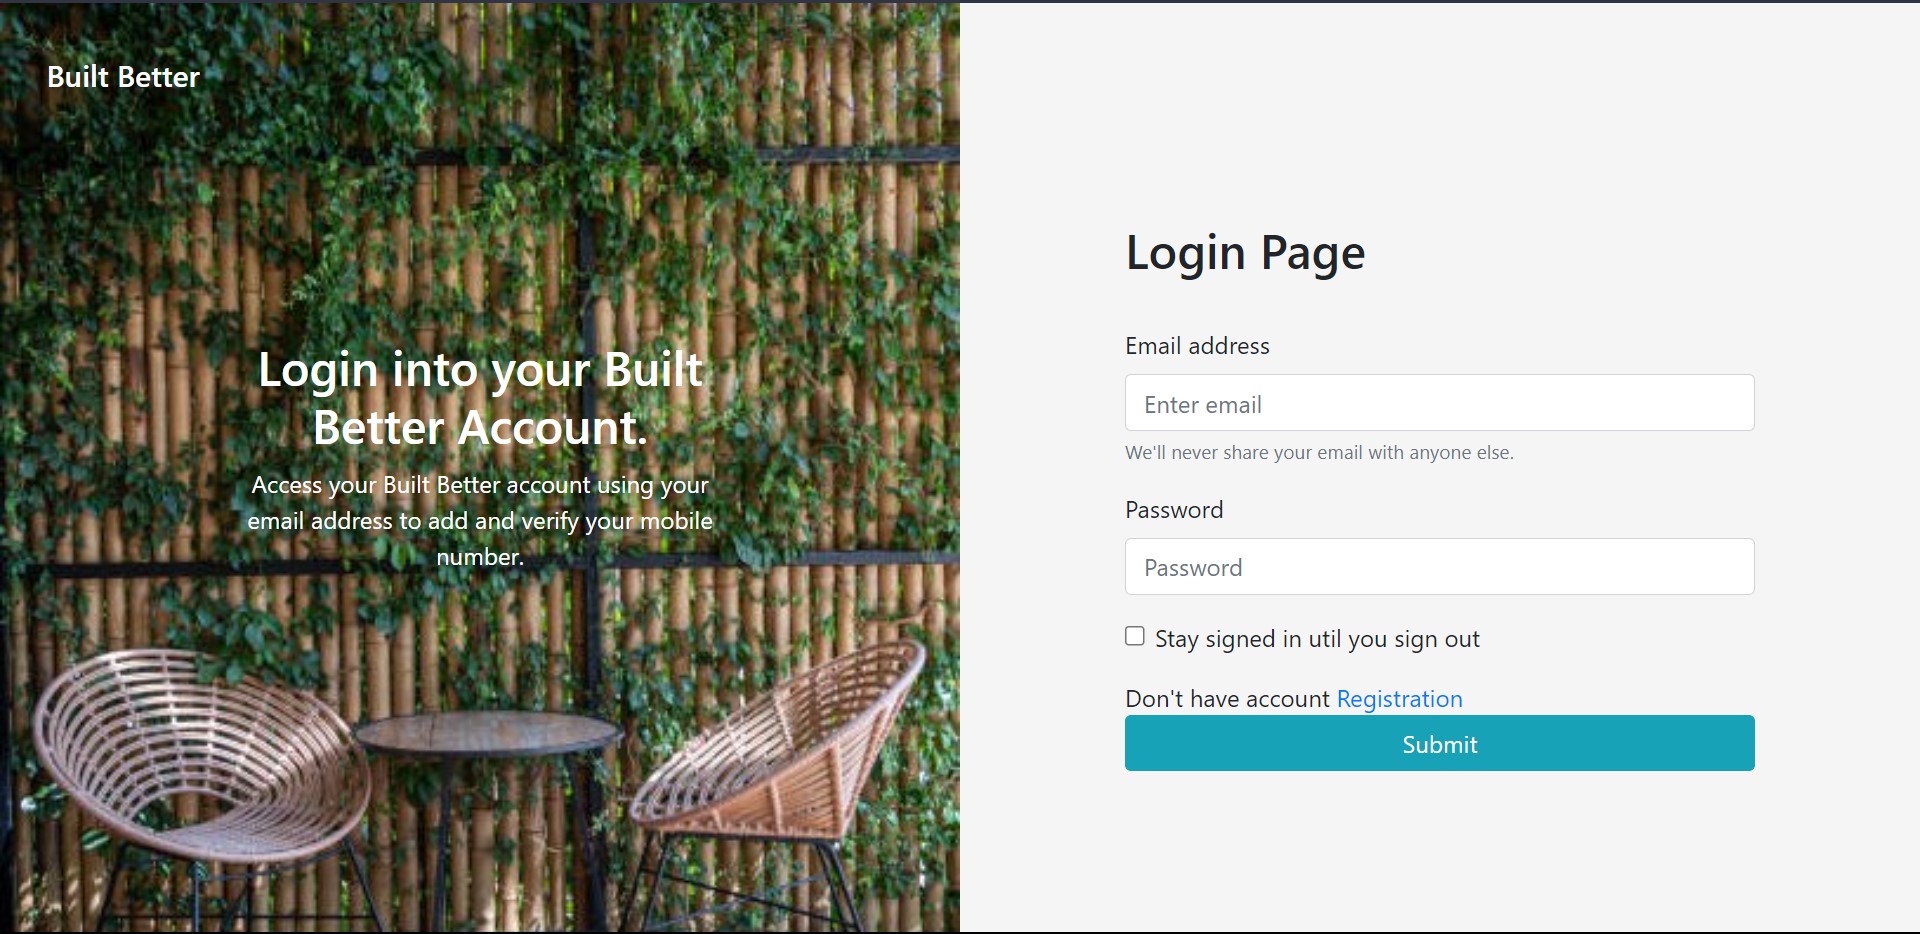 Built Better
Login into your Built
Better Account.
Access your Built Better account using your
email address to add and verify your mobile
number.
Login Page
Email address
Enter email
We'll never share your email with anyone else.
Password
Password
Stay signed in util you sign out
Don't have account Registration
Submit